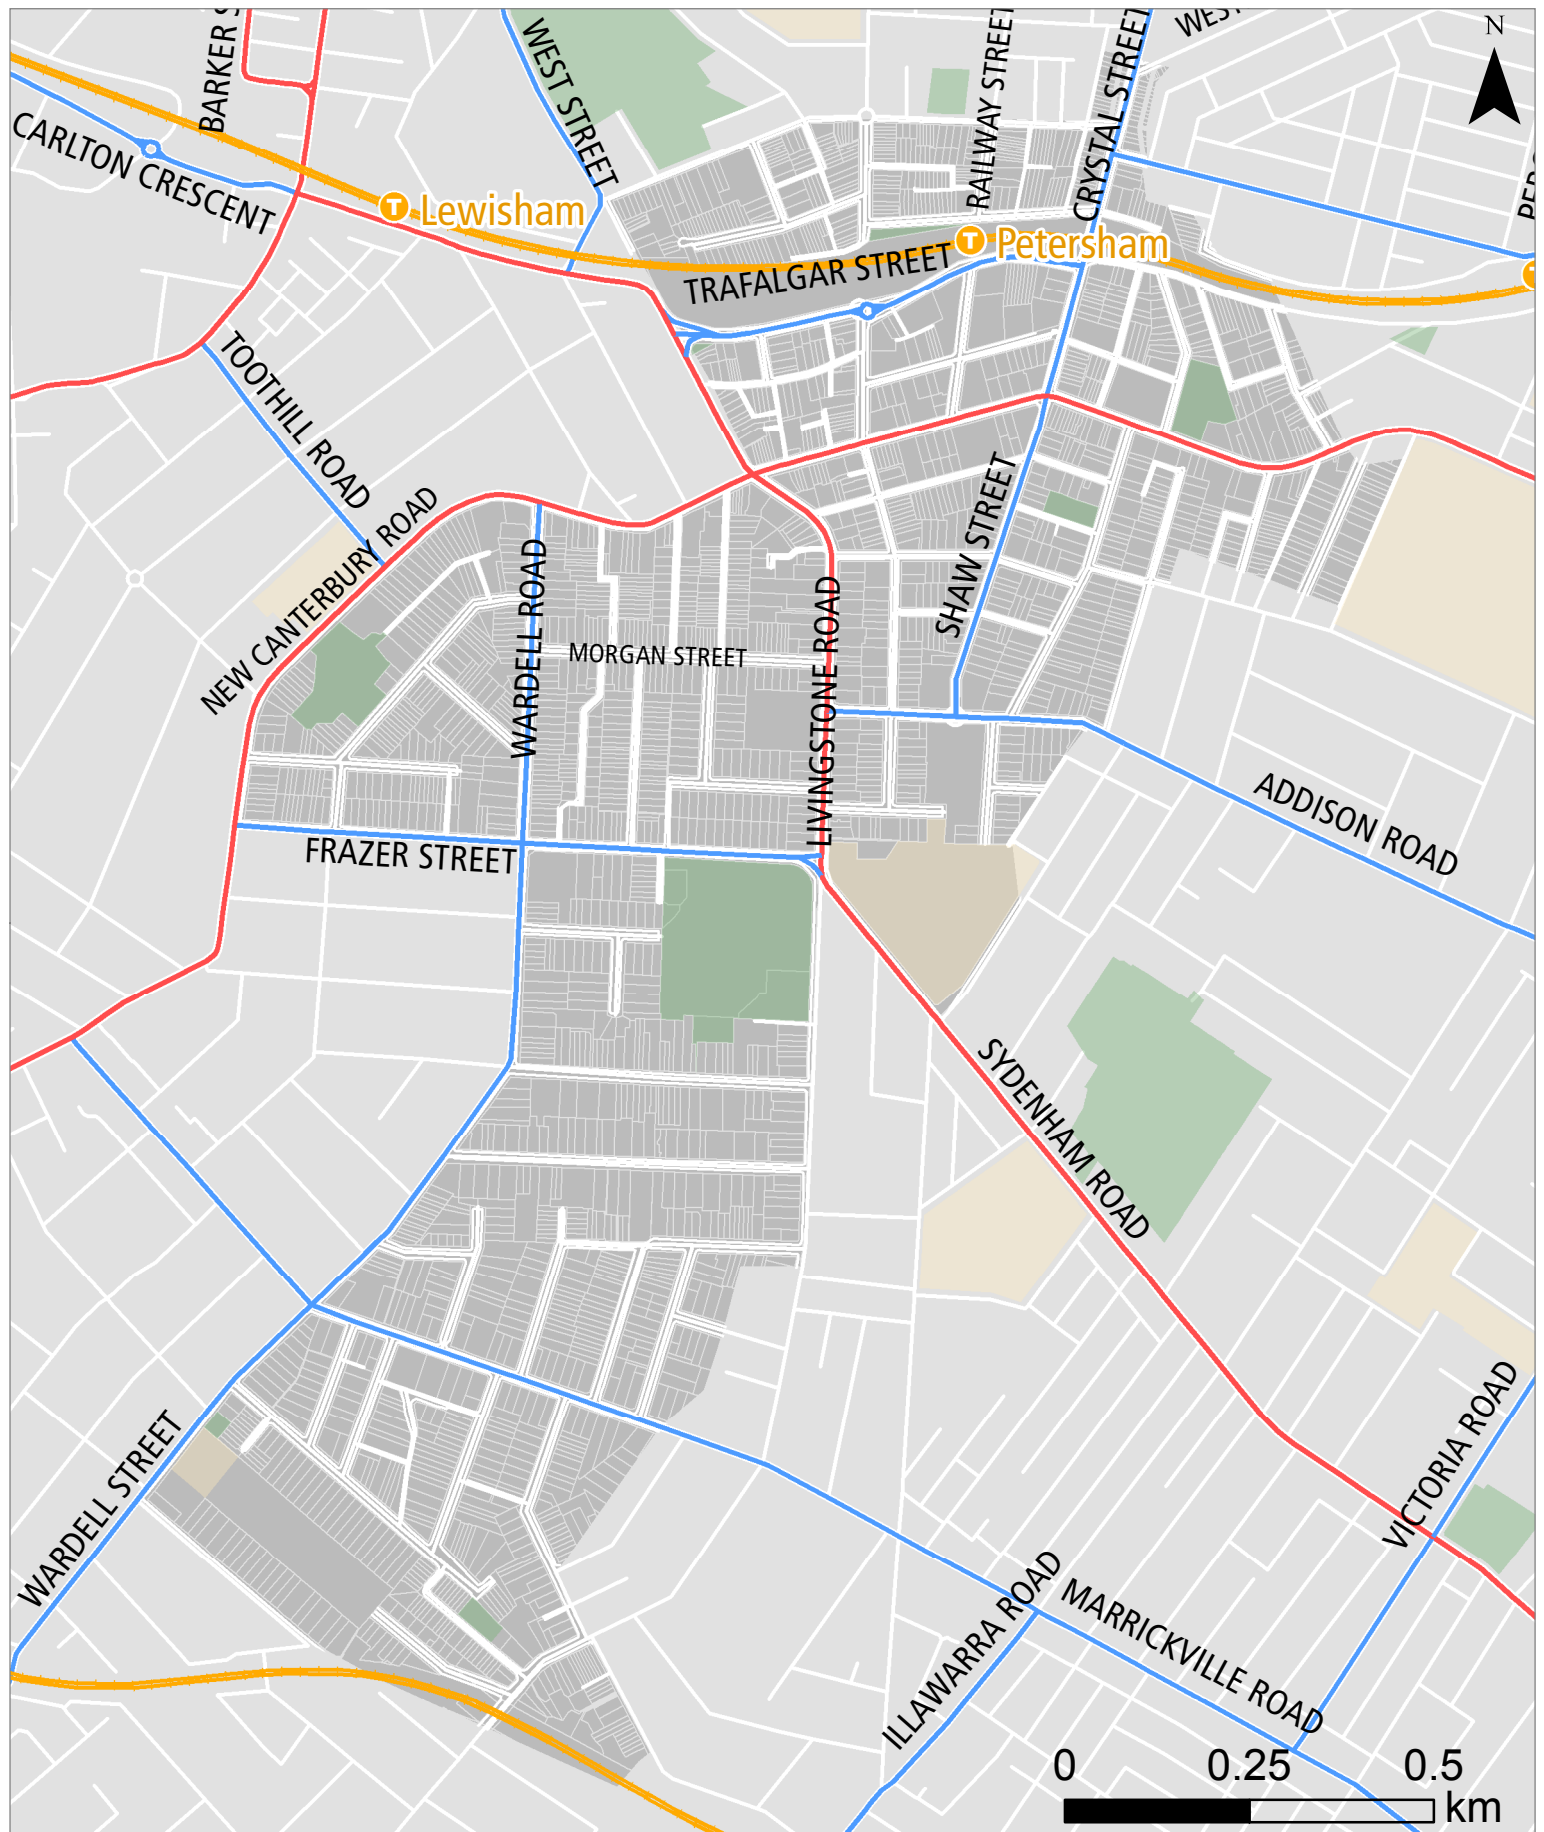 N
WEST STREET
BARKER
RAILWAY STREET
CRYSTAL STREET
CARLTON CRESCENT
T Lewisham
T Petersham
TRAFALGAR STREET
TOOTHILL ROAD
NEW CANTERBURY ROAD
SHAW STREET
WARDELL ROAD
MORGAN STREET
LIVINGSTONE ROAD
ADDISON ROAD
FRAZER STREET
SYDENHAM ROAD
WARDELL STREET
VICTORIA ROAD
ILLAWARRA ROAD
MARRICKVILLE ROAD
0 0.25 0.5
km